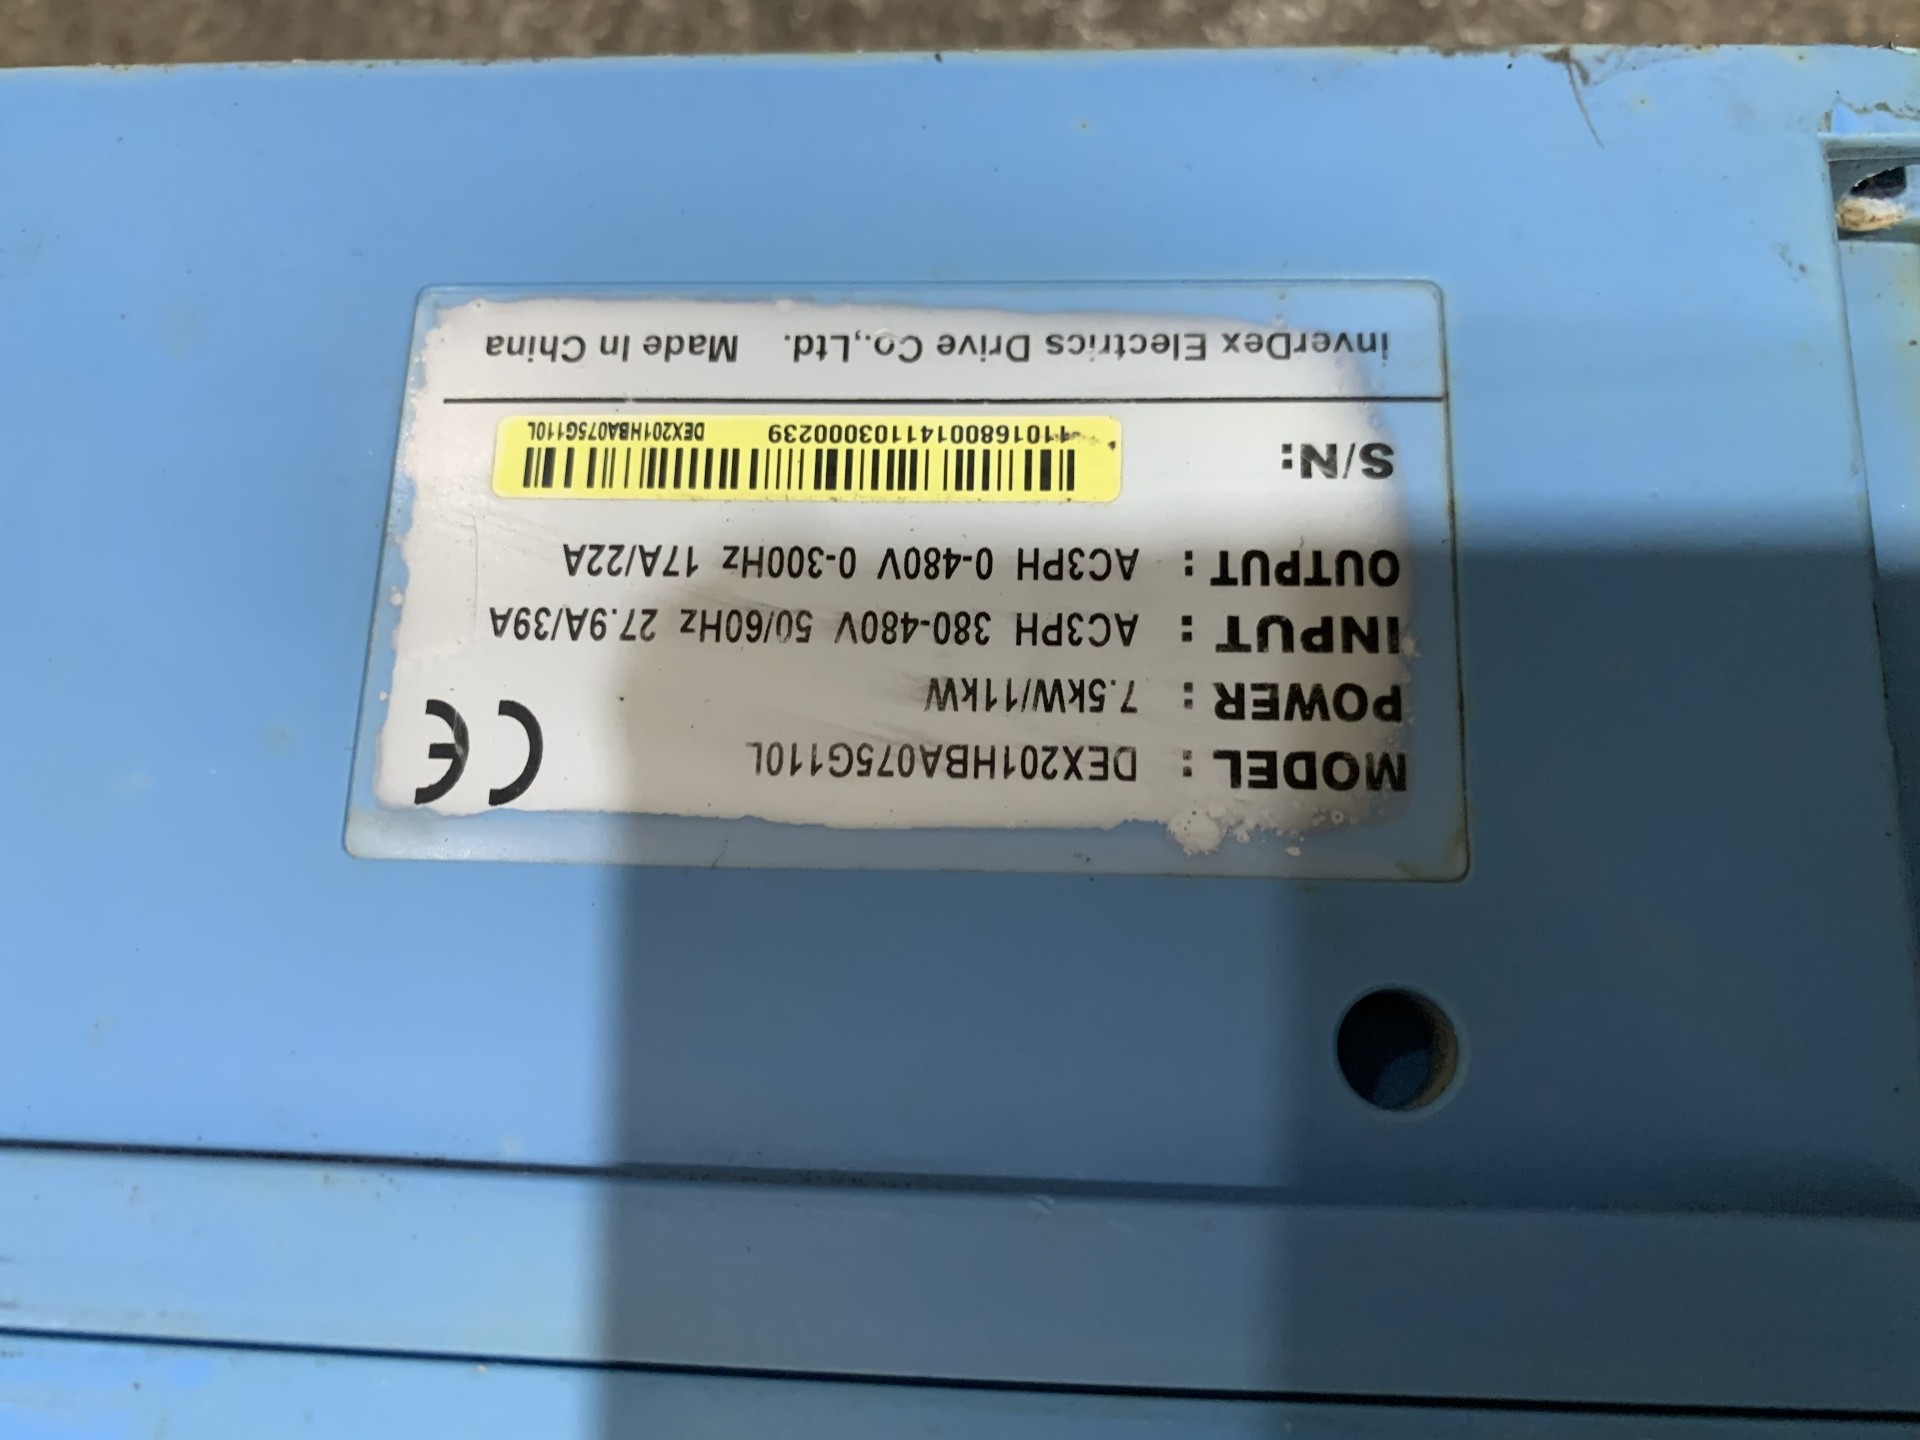 MODEL : DEX201HBA075G110L
POWER : 7.5kW/11kW
INPUT : AC3PH 380-480V 50/60Hz 27.9A/39A
OUTPUT : AC3PH 0-480V 0-300Hz 17A/22A
S/N:
DEX201HBA075G110L
inverDex Electrics Drive Co.,Ltd. Made In China
CE